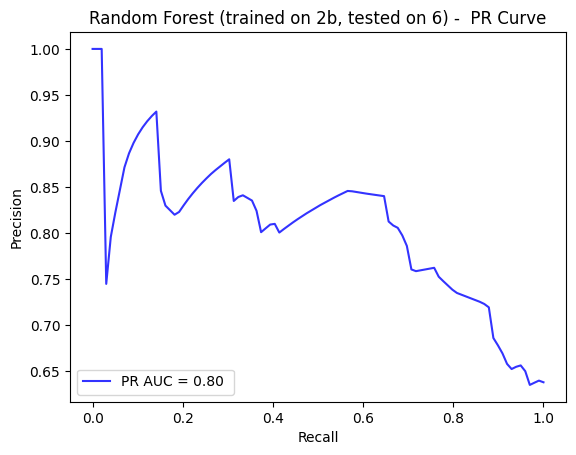 Random Forest (trained on 2b, tested on 6) -  PR Curve
1.00
0.95
0.90
0.85
0.80
0.75
0.70
0.65
Precision
PR AUC = 0.80
0.0 0.2 0.4 0.6 0.8 1.0
Recall